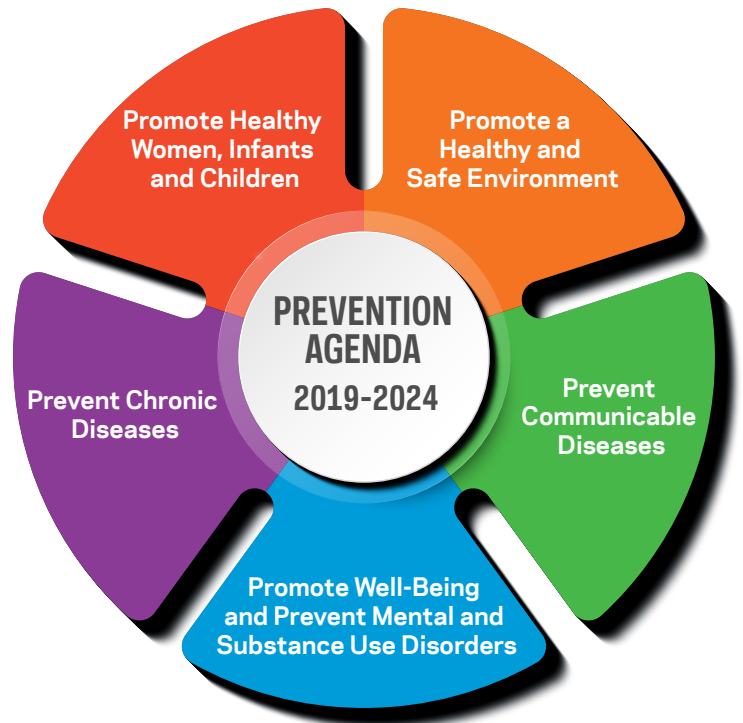 Promote Healthy
Women, Infants
and Children
Promote a
Healthy and
Safe Environment
PREVENTION
AGENDA
2019-2024
Prevent Chronic
Diseases
Prevent
Communicable
Diseases
Promote Well-Being
and Prevent Mental and
Substance Use Disorders